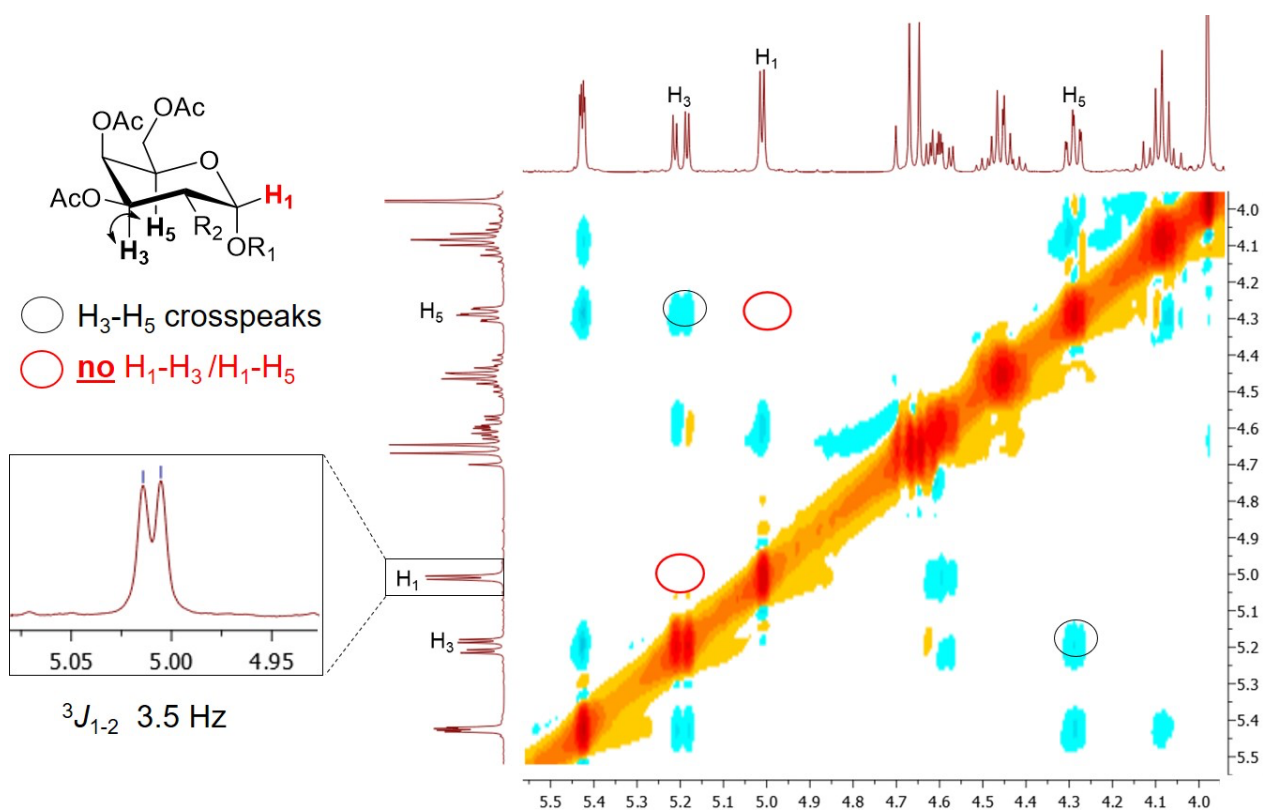 OAc
OAc
O
AcO
H1
H5
R2
H3
OR1
H3-H5 crosspeaks
no H1-H3 /H1-H5
5.05 5.00 4.95
3J1-2 3.5 Hz
H3
H1
H5
H5
H1
H3
4.0
4.1
4.2
4.3
4.4
4.5
4.6
4.7
4.8
4.9
5.0
5.1
5.2
5.3
5.4
5.5
5.5 5.4 5.3 5.2 5.1 5.0 4.9 4.8 4.7 4.6 4.5 4.4 4.3 4.2 4.1 4.0